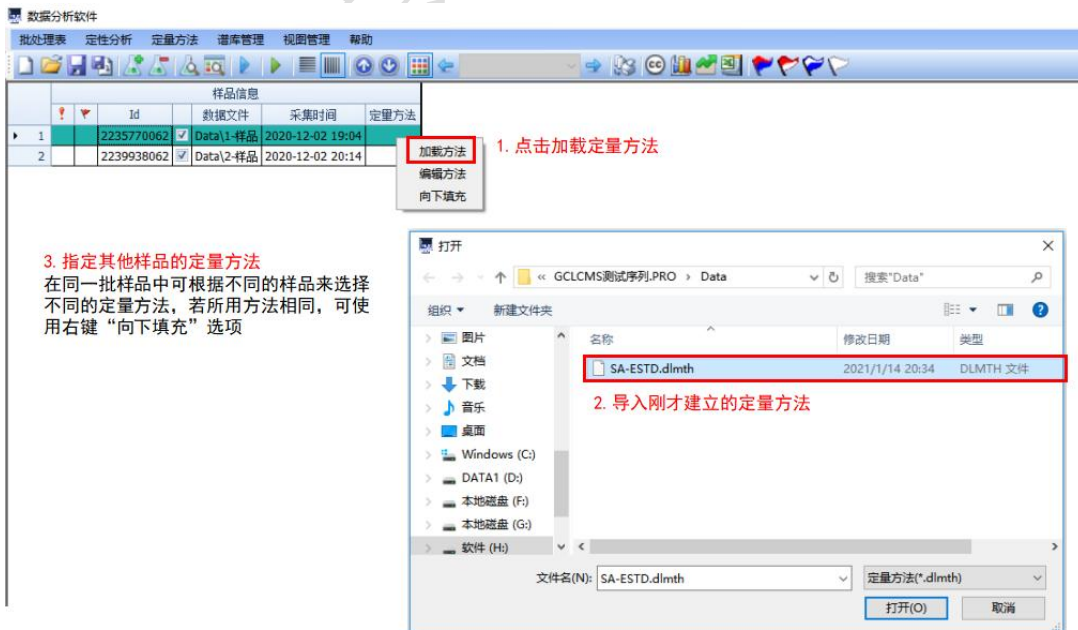 数据分析软件
批处理表 定性分析 定量方法 谱库管理 视图管理 帮助
样品信息
Id 数据文件 采集时间 定量方法
1 2235770062 Data\1-样品 2020-12-02 19:04
2 2239938062 Data\2-样品 2020-12-02 20:14
加载方法
编辑方法
向下填充
1. 点击加载定量方法
3. 指定其他样品的定量方法
在同一批样品中可根据不同的样品来选择
不同的定量方法，若所用方法相同，可使
用右键“向下填充”选项
打开
« GCLCMS测试序列.PRO › Data
搜索"Data"
组织 新建文件夹
图片
文档
下载
音乐
桌面
Windows (C:)
DATA1 (D:)
本地磁盘 (F:)
本地磁盘 (G:)
软件 (H:)
名称 修改日期 类型
SA-ESTD.dlmth 2021/1/14 20:34 DLMTH 文件
2. 导入刚才建立的定量方法
文件名(N): SA-ESTD.dlmth 定量方法(*.dlmth)
打开(O) 取消